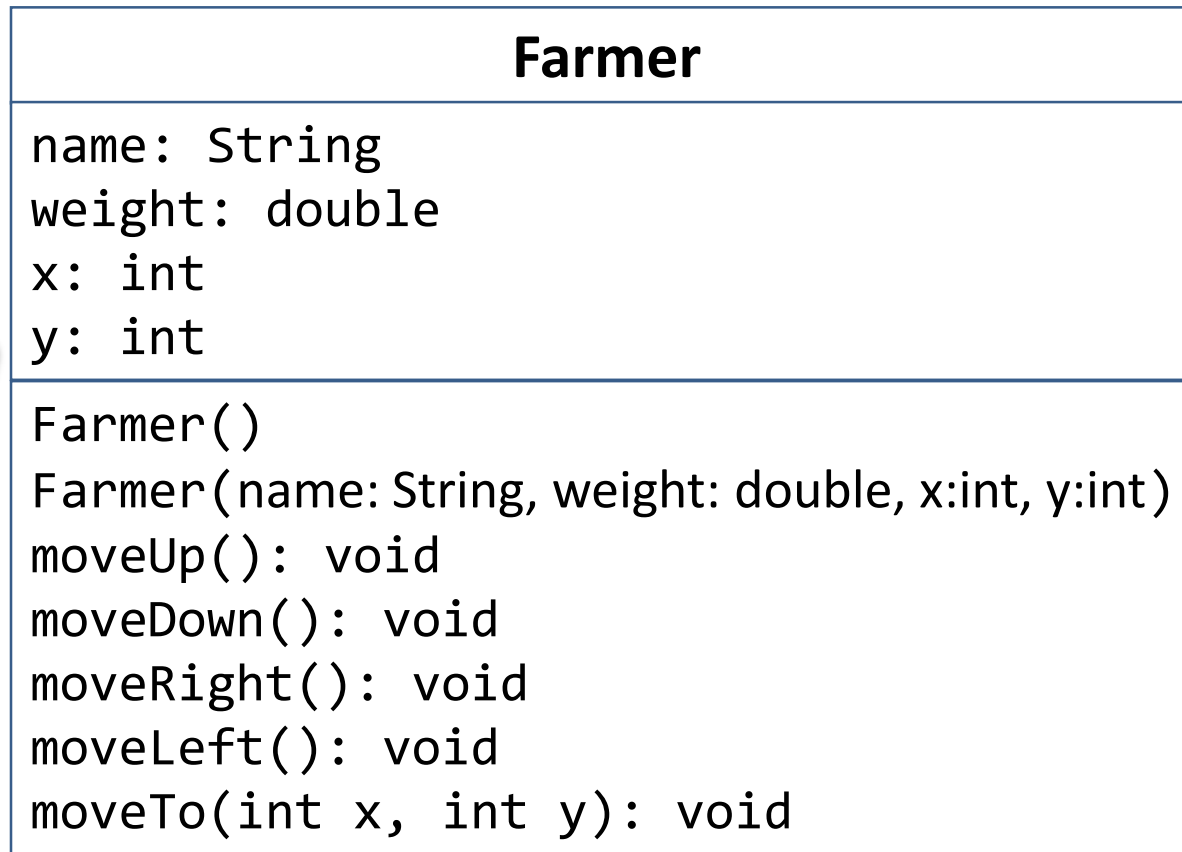 Farmer
name: String
weight: double
x: int
y: int
Farmer()
Farmer(name: String, weight: double, x:int, y:int)
moveUp(): void
moveDown(): void
moveRight(): void
moveLeft(): void
moveTo(int x, int y): void